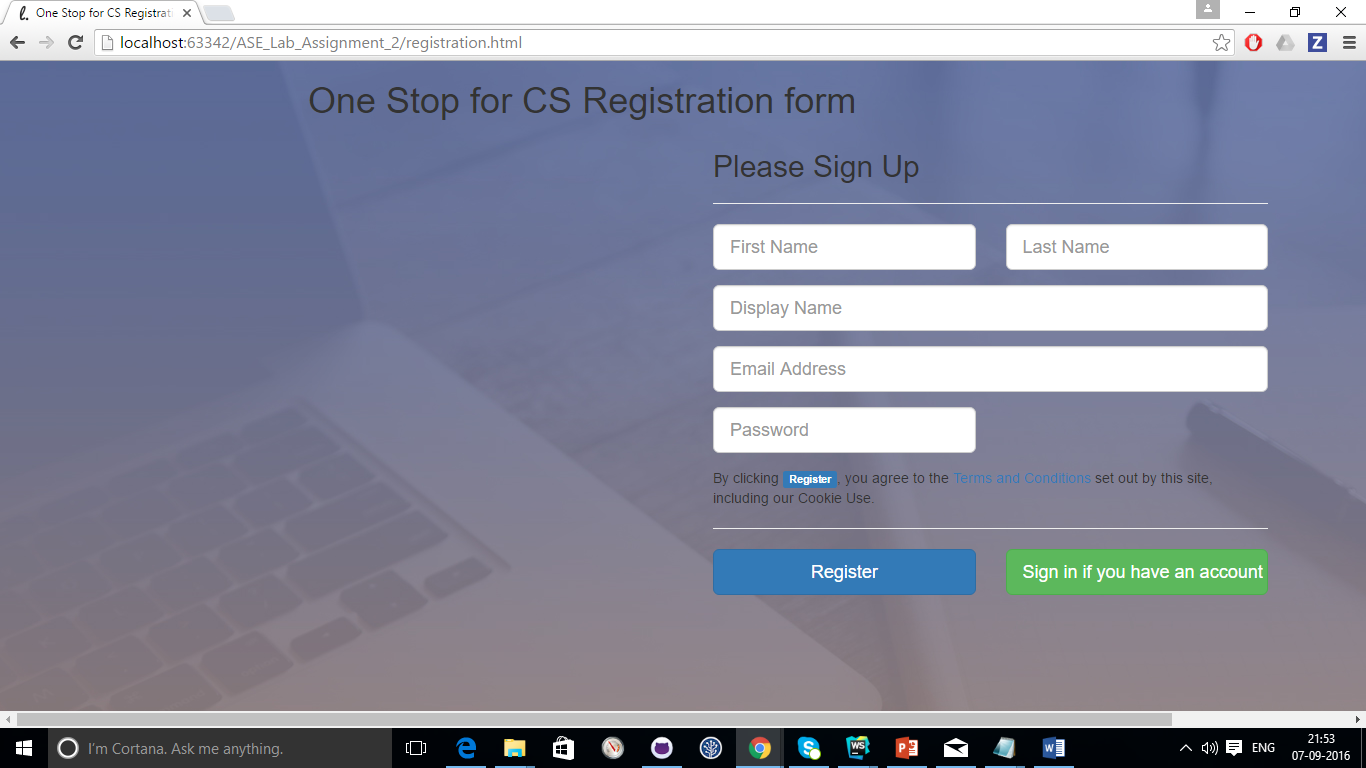 One Stop for CS Registrati
localhost:63342/ASE_Lab_Assignment_2/registration.html
Z
One Stop for CS Registration form
Please Sign Up
First Name
Last Name
Display Name
Email Address
Password
By clicking Register, you agree to the Terms and Conditions set out by this site,
including our Cookie Use.
Register
Sign in if you have an account
I'm Cortana. Ask me anything.
ENG
21:53
07-09-2016